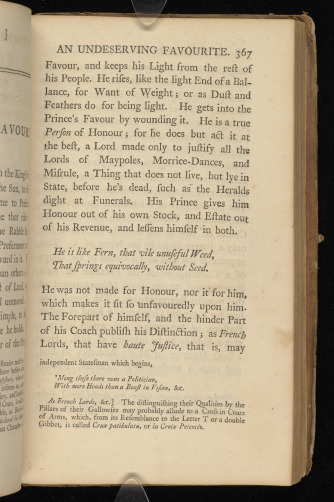 AN UNDESERVING FAVOURITE. 367
Favour, and keeps his Light from the rest of
his People. He rises, like the light End of a Bal-
lance, for Want of Weight; or as Dust and
Feathers do for being light. He gets into the
Prince's Favour by wounding it. He is a true
Person of Honour; for he does but act it at
the best, a Lord made only to justify all the
Lords of Maypoles, Morrice-Dances, and
Misrule, a Thing that does not live, but lye in
State, before he's dead, such as the Heralds
dight at Funerals. His Prince gives him
Honour out of his own Stock, and Estate out
of his Revenue, and lessens himself in both.
He is like Fern, that vile unuseful Weed,
That springs equivocally, without Seed.
He was not made for Honour, nor it for him,
which makes it sit so unfavouredly upon him.
The Forepart of himself, and the hinder Part
of his Coach publish his Distinction; as French
Lords, that have haute Justice, that is, may
independent Statesman which begins,
'Mong these there was a Politician,
With more Heads than a Beast in Vision, &c.
As French Lords, &c.] The distinguishing their Qualities by the
Pillars of their Gallowses may probably allude to a Cross in Coats
of Arms, which, from its Resemblance to the Letter T or a double
Gibbet, is called Crux patibulata, or la Croix Potencée.